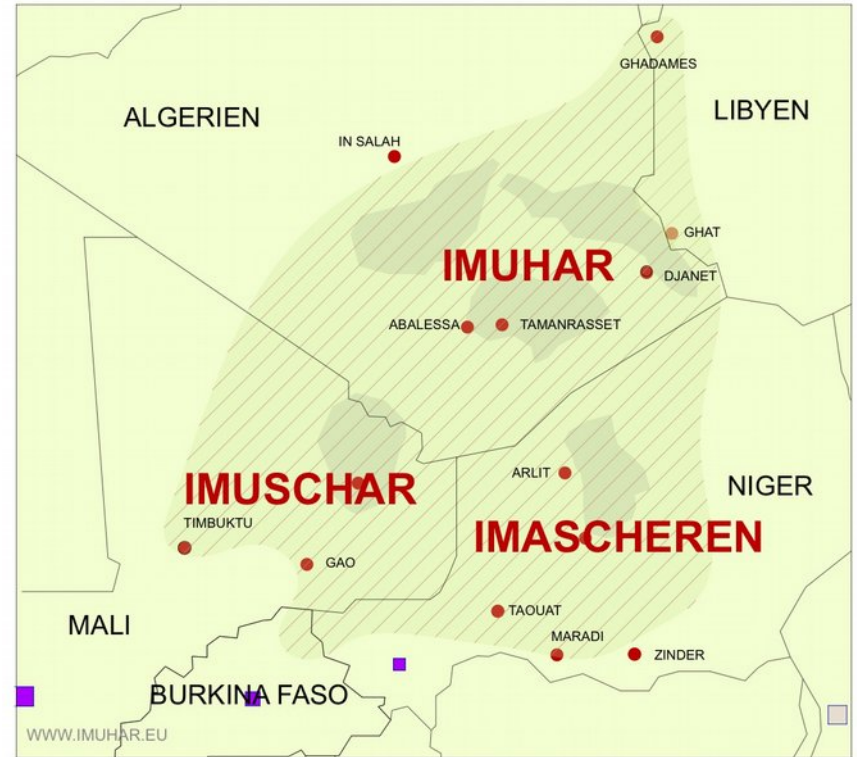 GHADAMES
ALGERIEN
LIBYEN
IN SALAH
GHAT
IMUHAR
DJANET
ABALESSA
TAMANRASSET
ARLIT
IMUSCHAR
NIGER
TIMBUKTU
IMASCHEREN
GAO
TAOUAT
MALI
MARADI
ZINDER
BURKINA FASO
WWW.IMUHAR.EU